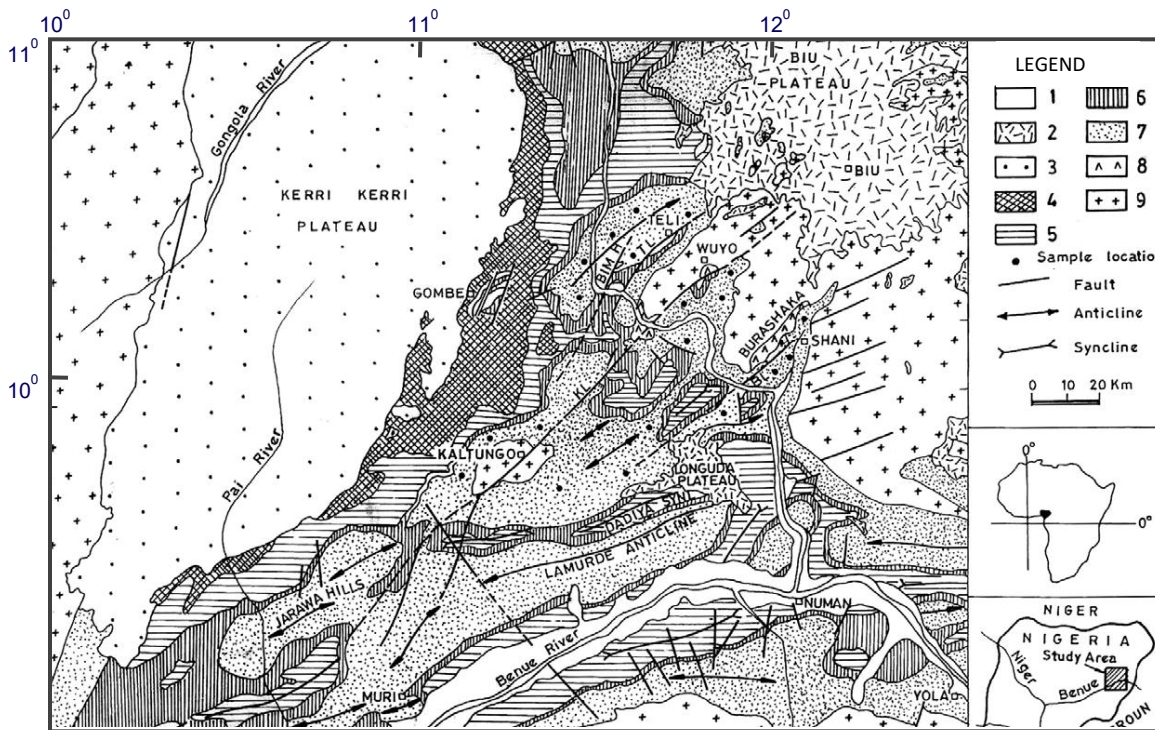 10⁰
11⁰
12⁰
11⁰
10⁰
Gongola River
KERRI KERRI
PLATEAU
BIU
PLATEAU
BIU
TELI
WUYO
GOMBE
BURASHAKA
SHANI
KL
KALTUNGO
LONGUDA
PLATEAU
Pai River
DADIYA SYN.
LAMURDE ANTICLINE
JARAWA HILLS
NUMAN
Benue River
MURI
YOLA
LEGEND
1
2
3
4
5
6
7
8
9
Sample locatio
Fault
Anticline
Syncline
0 10 20 Km
0°
0°
NIGER
NIGERIA
Study Area
Niger
Benue
ROUN